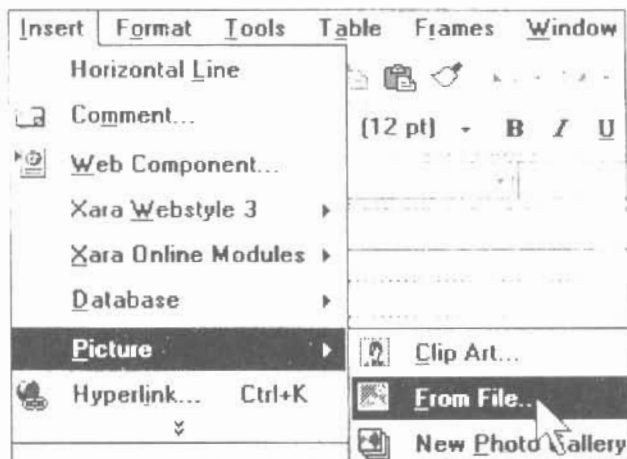 Insert Format Tools Table Frames Window
Horizontal Line
Comment...
(12 pt) B I U
Web Component...
Xara Webstyle 3
Xara Online Modules
Database
Picture
Clip Art...
Hyperlink... Ctrl+K
From File...
New Photo Gallery